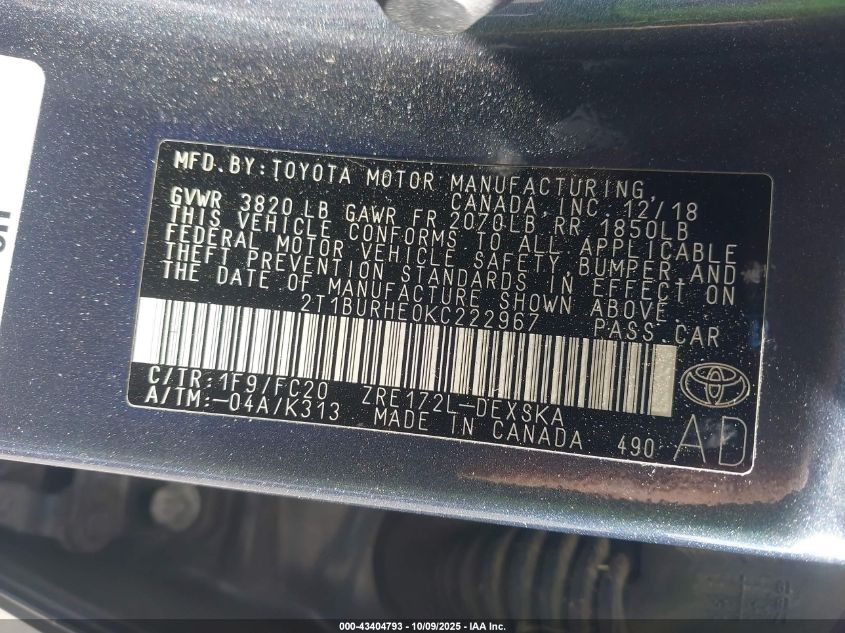 MFD.BY:TOYOTA MOTOR MANUFACTURING,
CANADA, INC. 12/18
GVWR 3820 LB GAWR FR 2070LB RR 1850LB
THIS VEHICLE CONFORMS TO ALL APPLICABLE
FEDERAL MOTOR VEHICLE SAFETY, BUMPER, AND
THEFT PREVENTION STANDARDS IN EFFECT ON
THE DATE OF MANUFACTURE SHOWN ABOVE.
2T1BURHE0KC222967 PASS.CAR
C/TR:1F9/FC20 ZRE172L-DEXSKA
A/TM:-04A/K313 MADE IN CANADA 490 AD
000-43404793 - 10/09/2025 - IAA Inc.